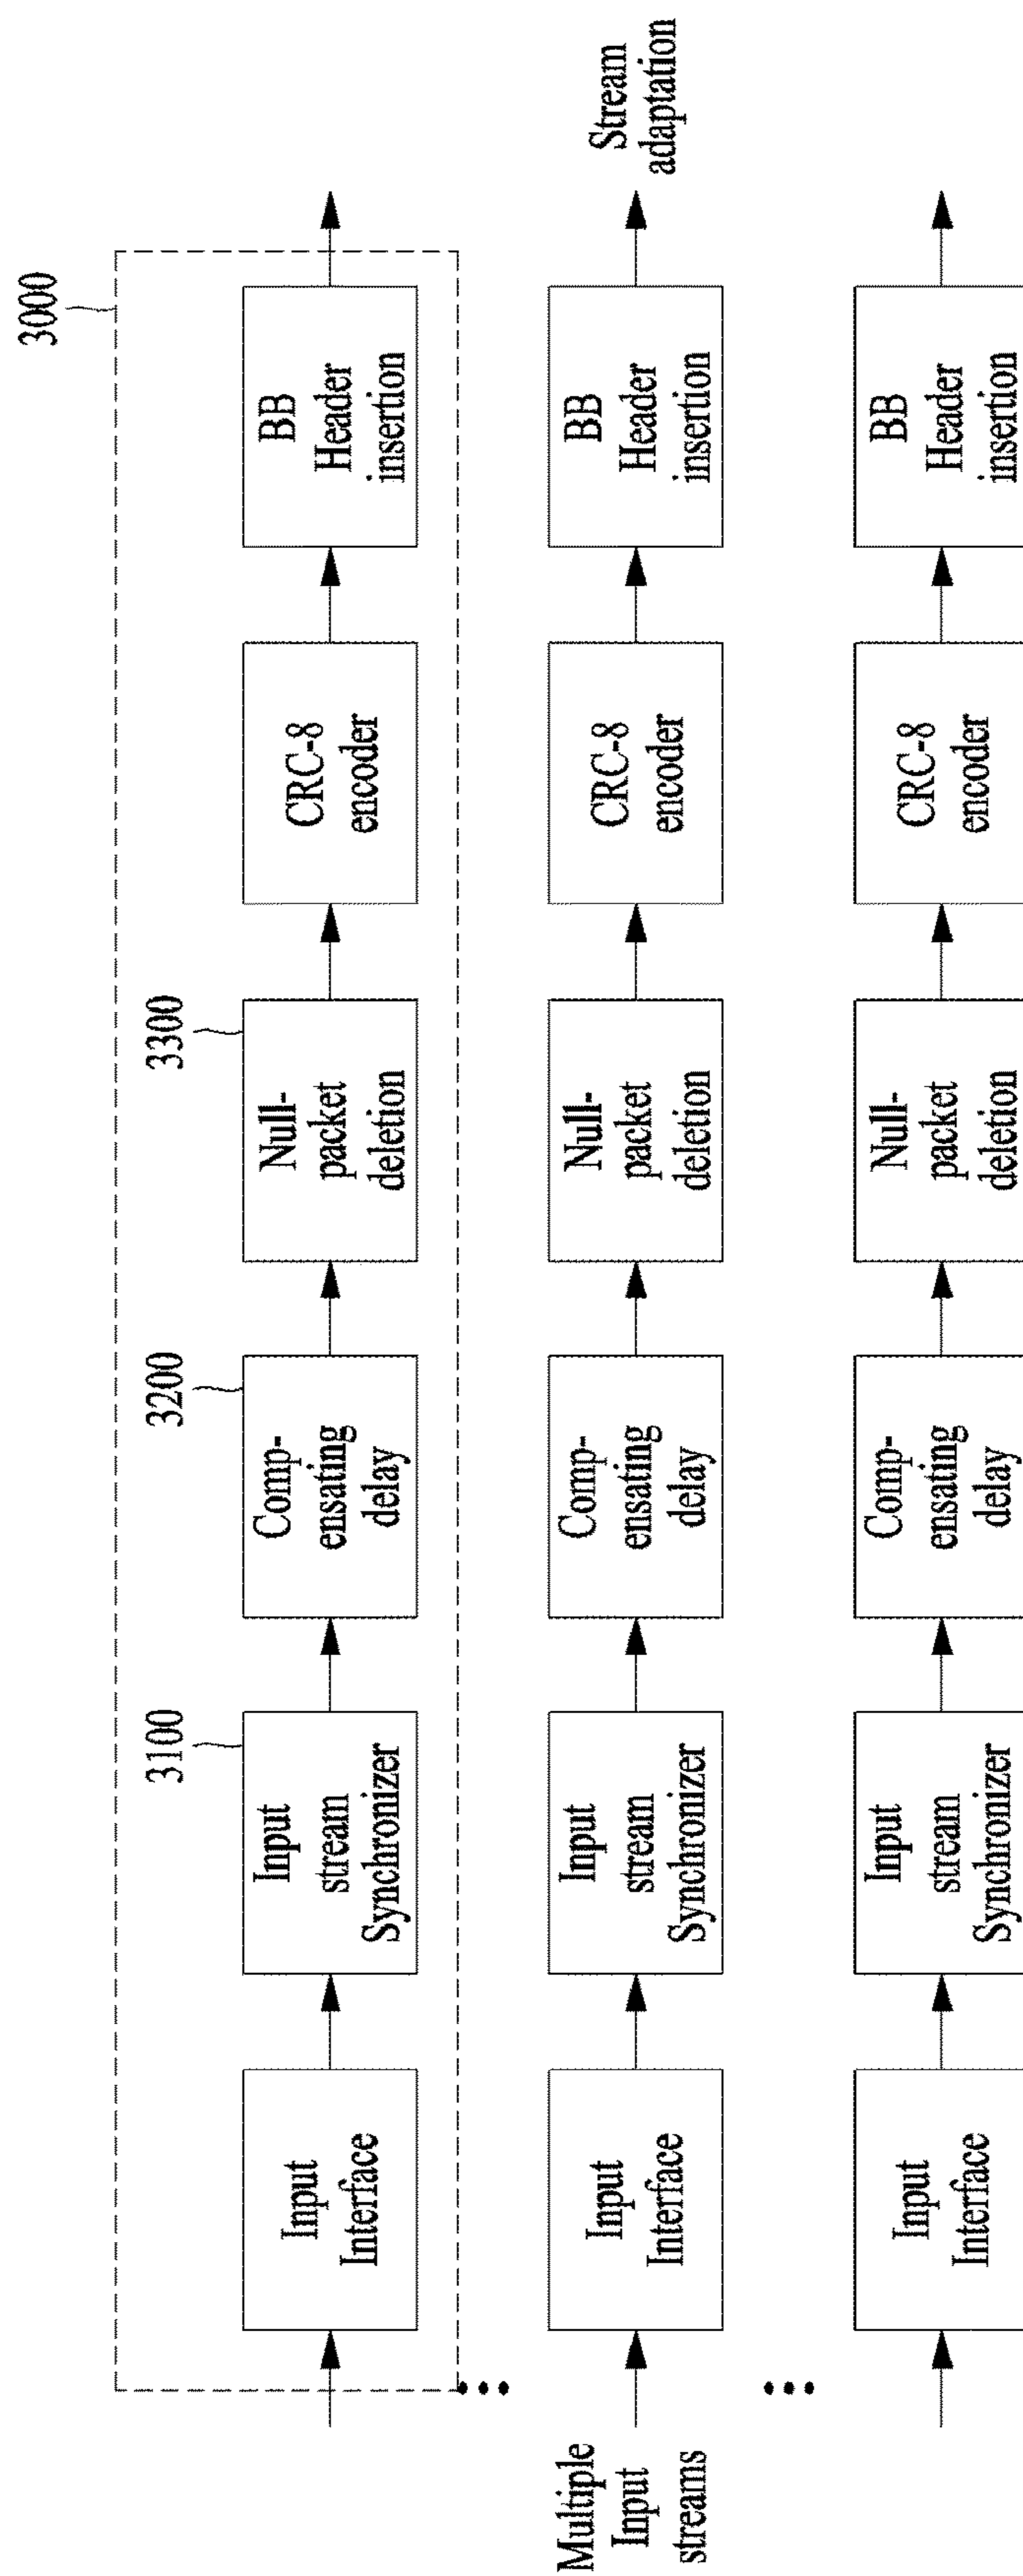 3000
3100
3200
3300
Input
Interface
Input
stream
Synchronizer
Comp-
ensating
delay
Null-
packet
deletion
CRC-8
encoder
BB
Header
insertion
Multiple
Input
streams
Input
Interface
Input
stream
Synchronizer
Comp-
ensating
delay
Null-
packet
deletion
CRC-8
encoder
BB
Header
insertion
Stream
adaptation
Input
Interface
Input
stream
Synchronizer
Comp-
ensating
delay
Null-
packet
deletion
CRC-8
encoder
BB
Header
insertion